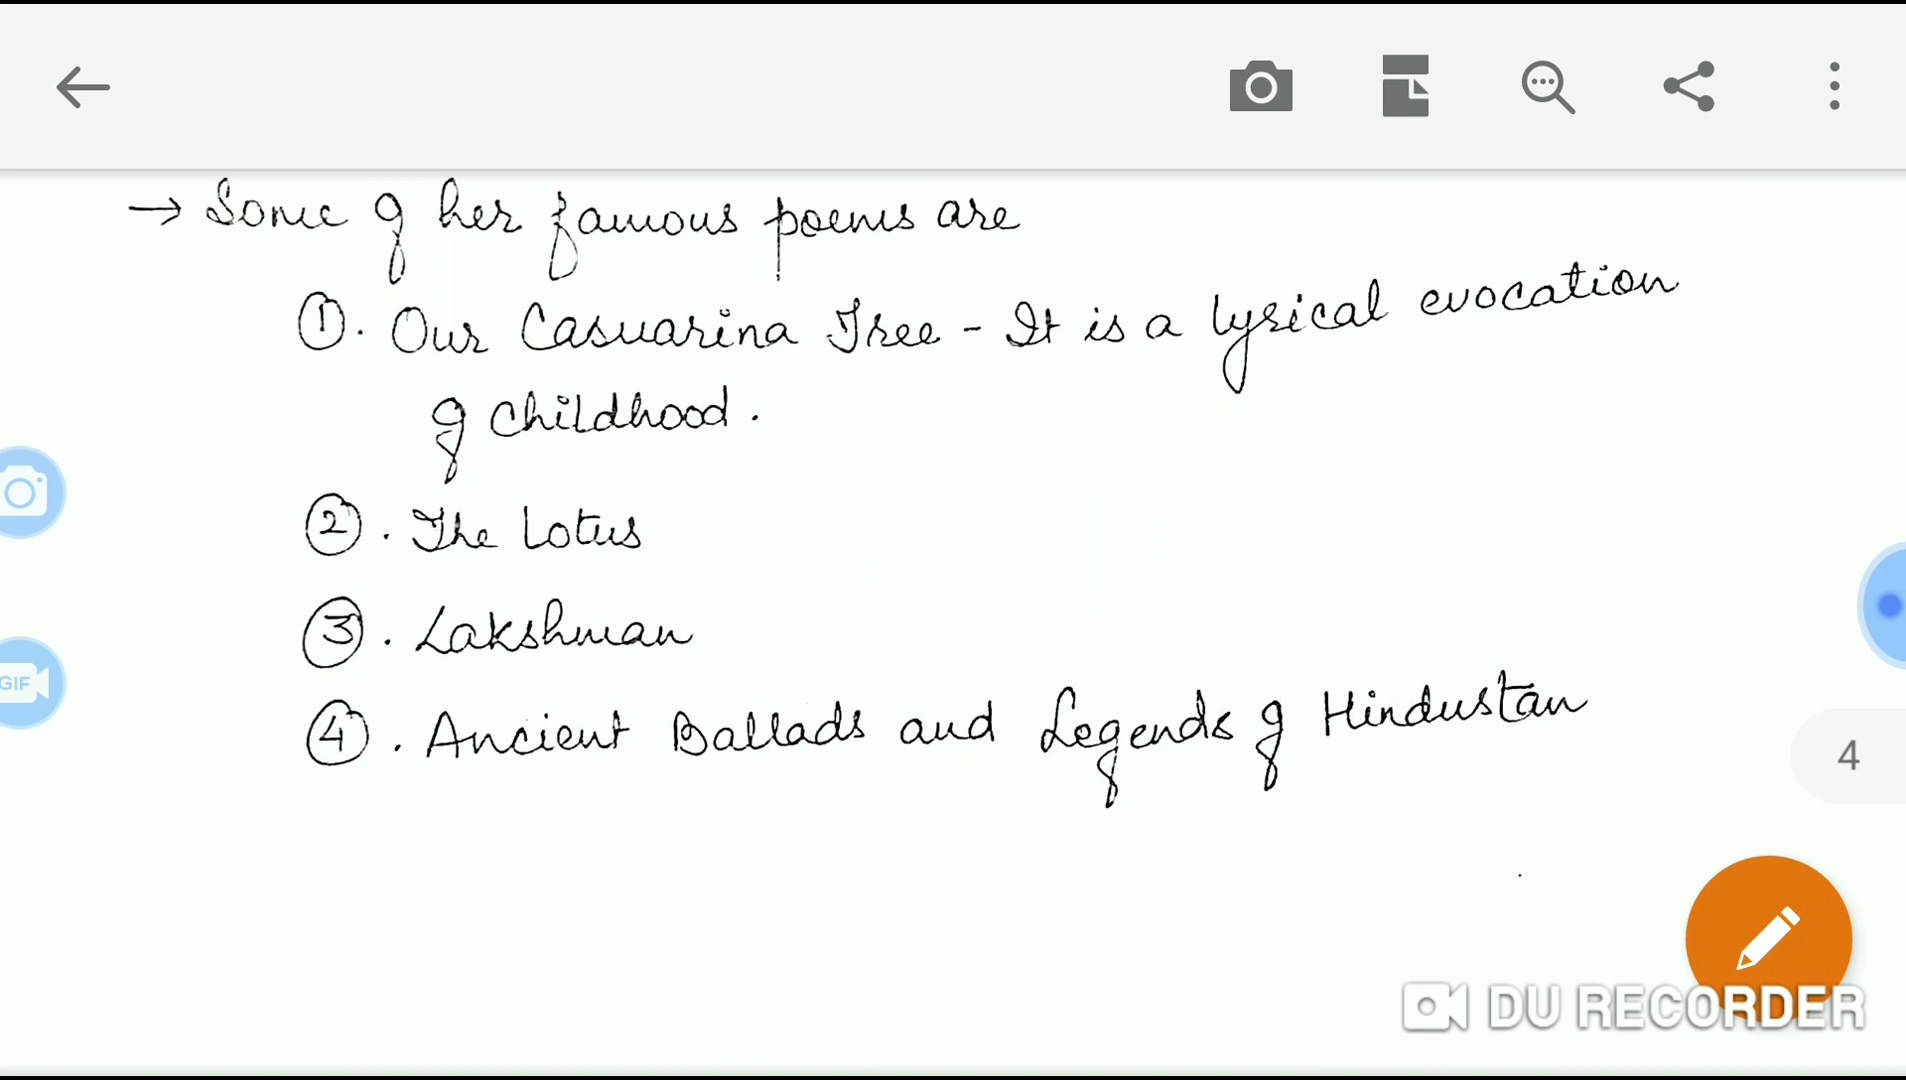 → Some of her famous poems are
①. Our Casuarina Tree - It is a lyrical evocation
of childhood.
②. The Lotus
③. Lakshman
④. Ancient Ballads and Legends of Hindustan
GIF
4
DU RECORDER